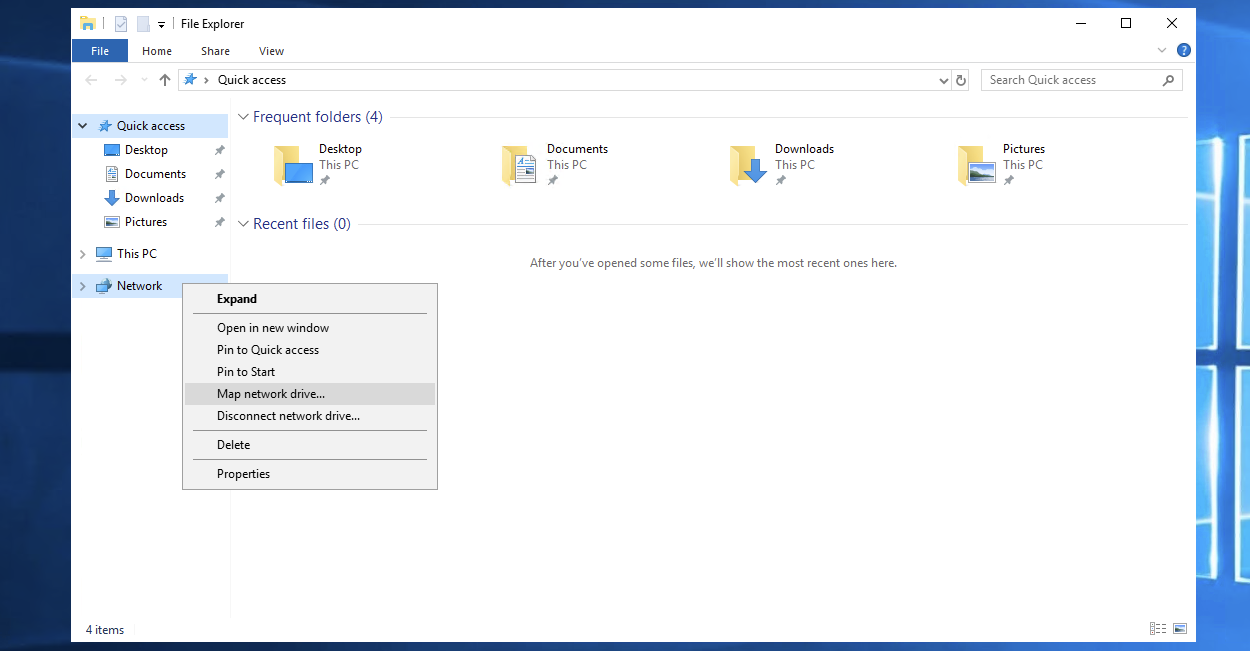 File Explorer
File Home Share View
Quick access
Search Quick access
Quick access
Desktop
Documents
Downloads
Pictures
This PC
Network
Frequent folders (4)
Desktop
This PC
Documents
This PC
Downloads
This PC
Pictures
This PC
Recent files (0)
After you've opened some files, we'll show the most recent ones here.
Expand
Open in new window
Pin to Quick access
Pin to Start
Map network drive...
Disconnect network drive...
Delete
Properties
4 items